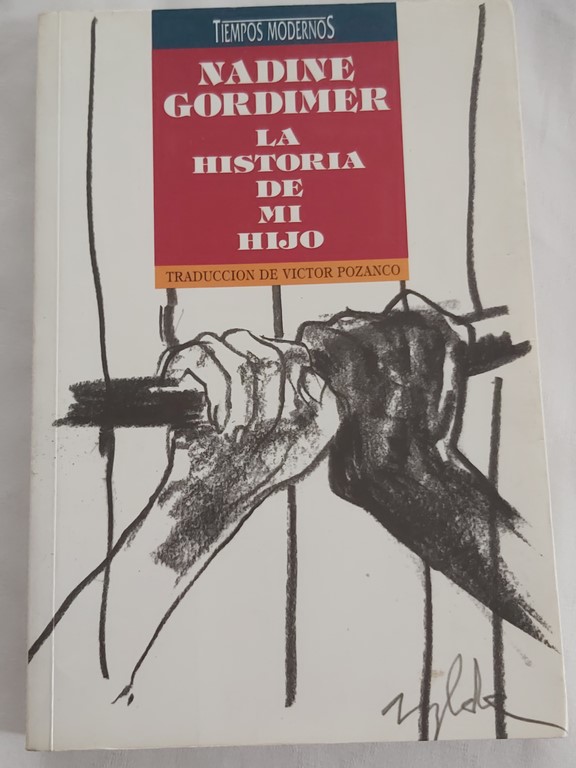 TIEMPOS MODERNOS
NADINE
GORDIMER
LA
HISTORIA
DE
MI
HIJO
TRADUCCION DE VICTOR POZANCO